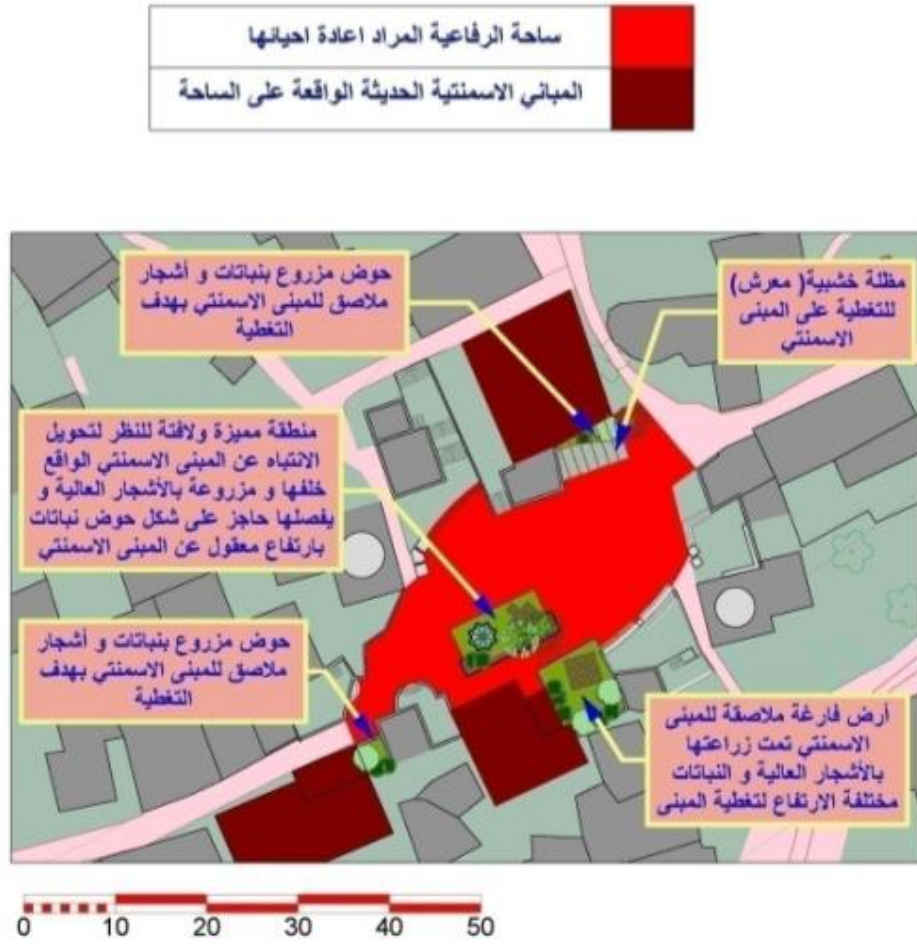 ساحة الرفاعية المراد اعادة احيائها
المباني الاسمنتية الحديثة الواقعة على الساحة
حوض مزروع بنباتات و أشجار
ملاصق للمبنى الاسمنتي بهدف
التغطية
مظلة خشبية( معرش)
للتغطية على المبنى
الاسمنتي
منطقة مميزة ولافتة للنظر لتحويل
الانتباه عن المبنى الاسمنتي الواقع
خلفها و مزروعة بالأشجار العالية و
يفصلها حاجز على شكل حوض نباتات
بارتفاع معقول عن المبنى الاسمنتي
حوض مزروع بنباتات و أشجار
ملاصق للمبنى الاسمنتي بهدف
التغطية
أرض فارغة ملاصقة للمبنى
الاسمنتي تمت زراعتها
بالأشجار العالية و النباتات
مختلفة الارتفاع لتغطية المبنى
0 10 20 30 40 50